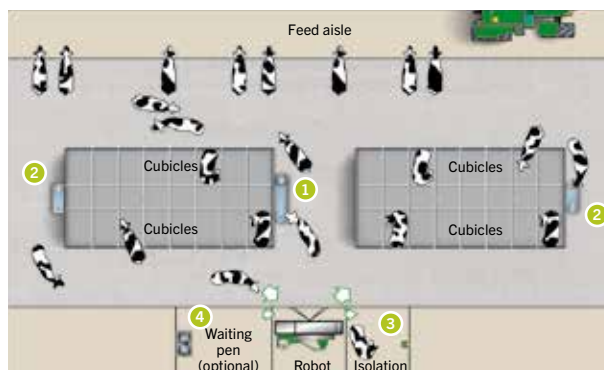 Feed aisle
Cubicles
Cubicles
2
1
Cubicles
Cubicles
2
4
3
Waiting
pen
(optional)
Robot
Isolation